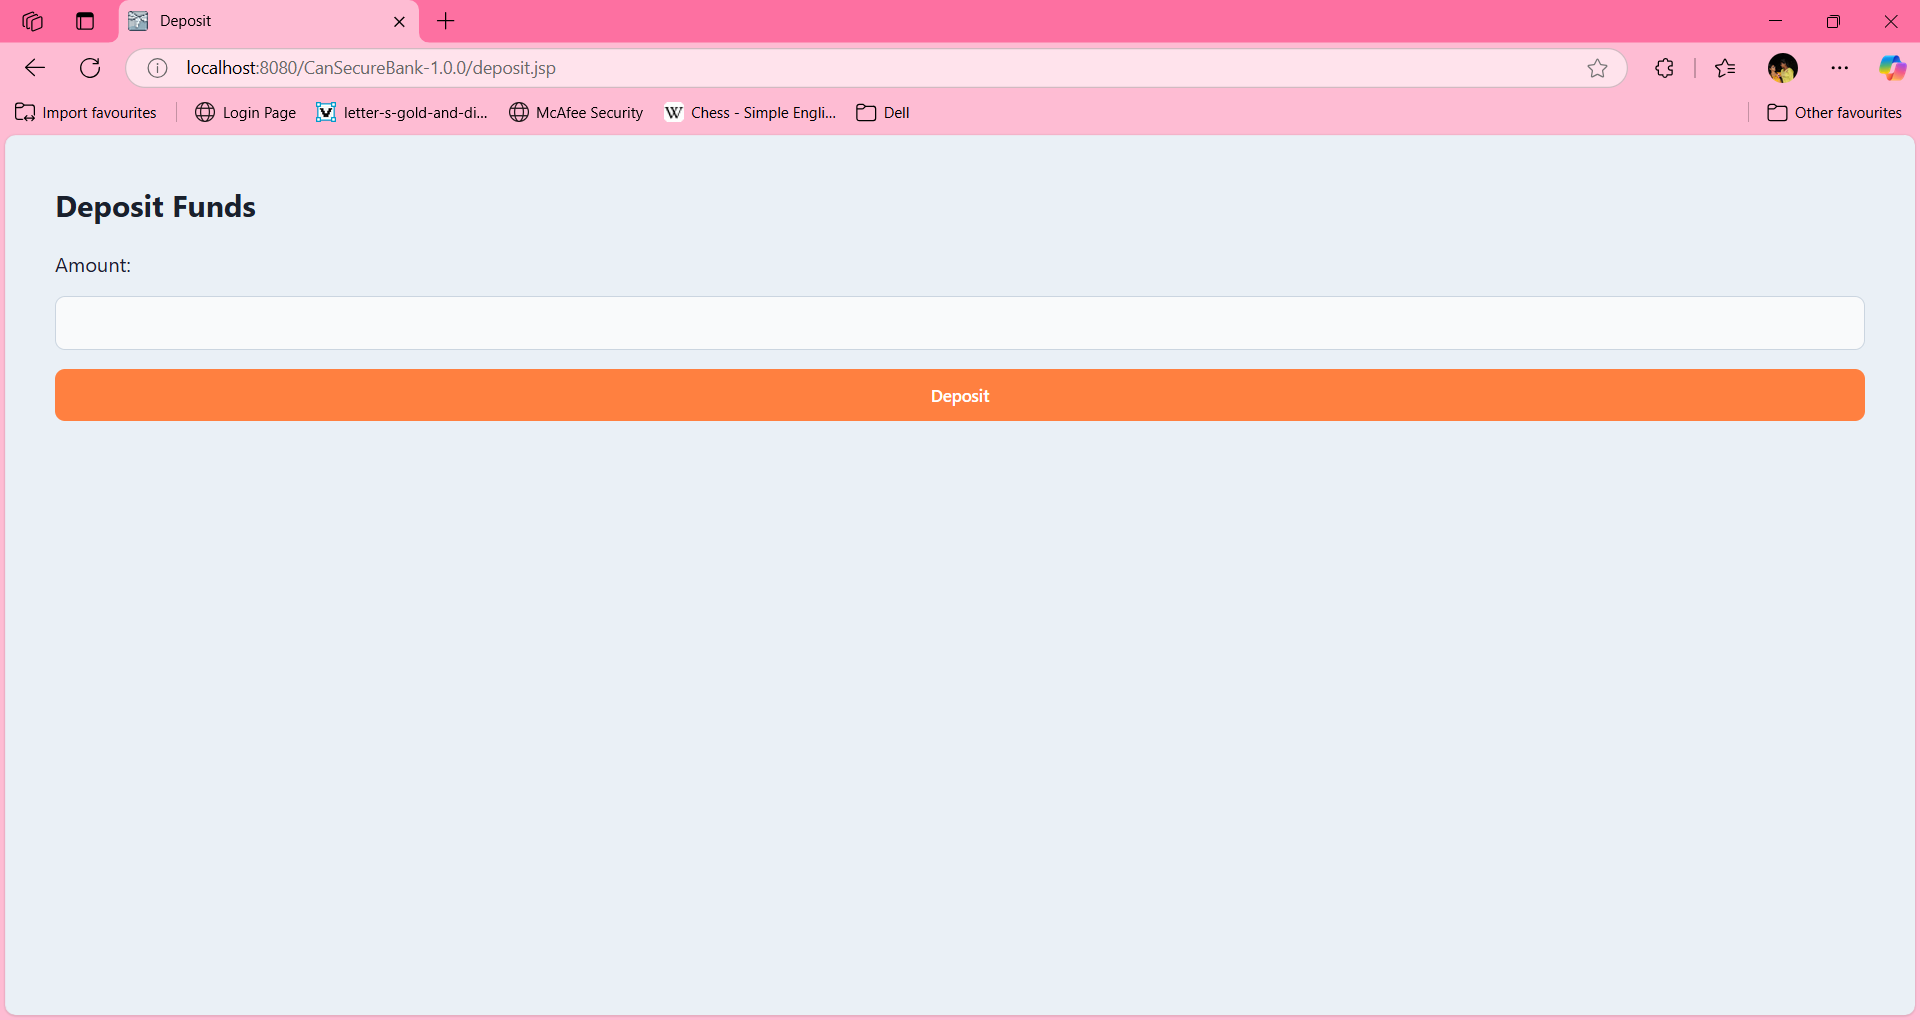 Deposit
localhost:8080/CanSecureBank-1.0.0/deposit.jsp
Import favourites Login Page letter-s-gold-and-di... McAfee Security W Chess - Simple Engli... Dell Other favourites
Deposit Funds
Amount:
Deposit